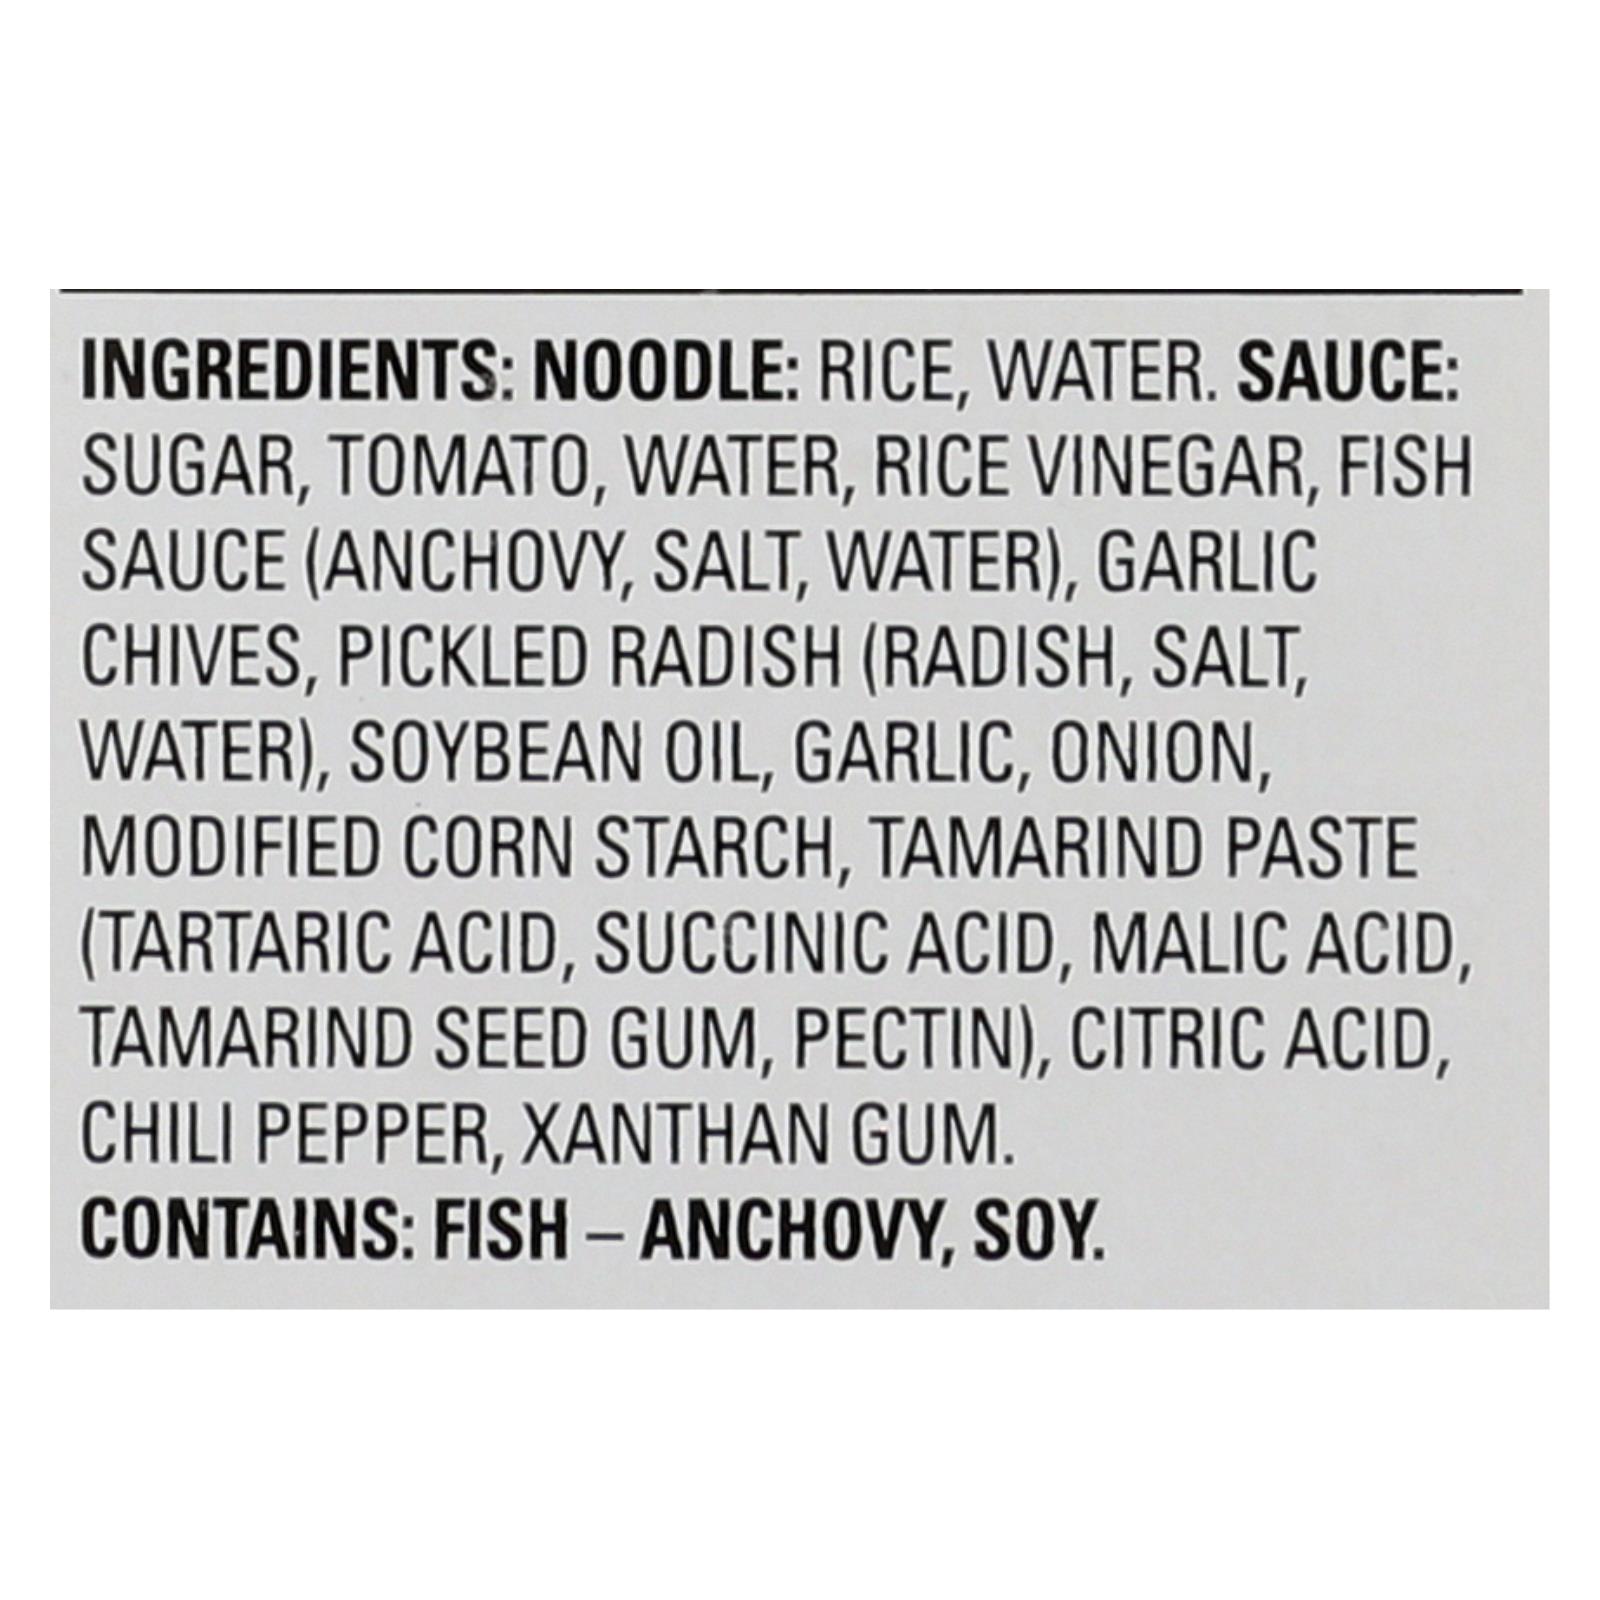 INGREDIENTS: NOODLE: RICE, WATER. SAUCE:
SUGAR, TOMATO, WATER, RICE VINEGAR, FISH
SAUCE (ANCHOVY, SALT, WATER), GARLIC
CHIVES, PICKLED RADISH (RADISH, SALT,
WATER), SOYBEAN OIL, GARLIC, ONION,
MODIFIED CORN STARCH, TAMARIND PASTE
(TARTARIC ACID, SUCCINIC ACID, MALIC ACID,
TAMARIND SEED GUM, PECTIN), CITRIC ACID,
CHILI PEPPER, XANTHAN GUM.
CONTAINS: FISH – ANCHOVY, SOY.